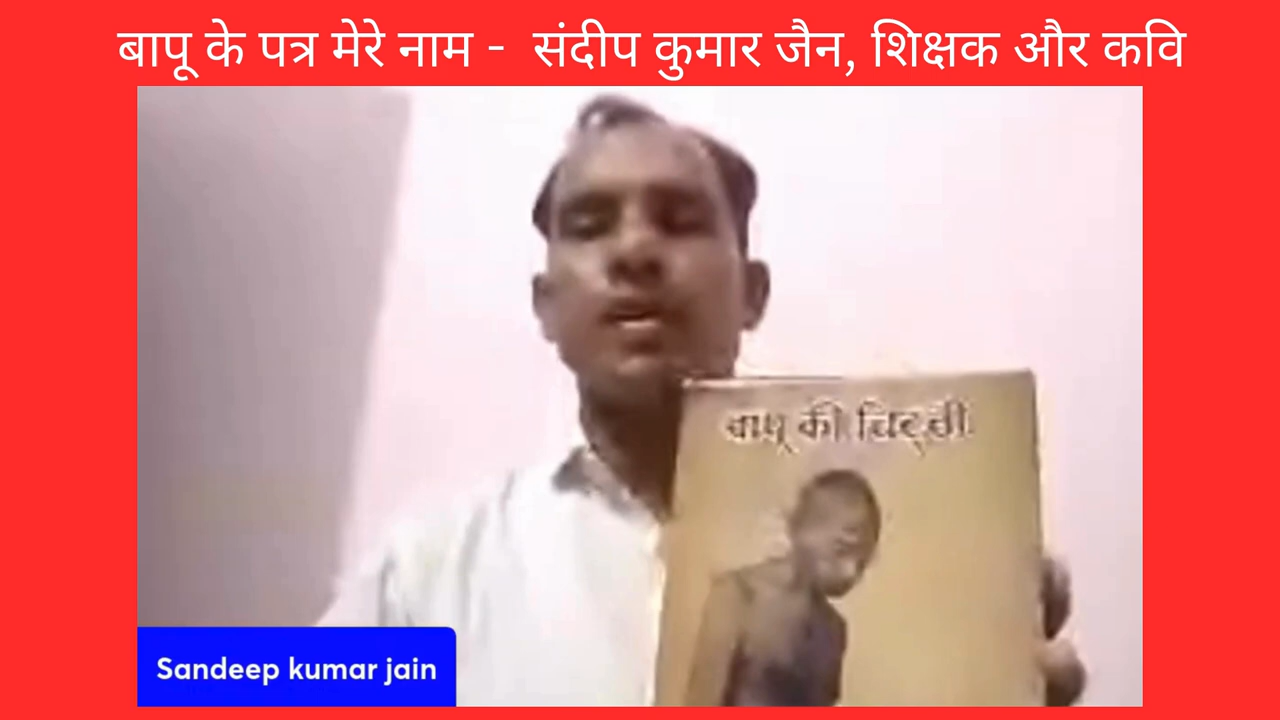 बापू के पत्र मेरे नाम - संदीप कुमार जैन, शिक्षक और कवि
बापू की चिट्ठी
Sandeep kumar jain